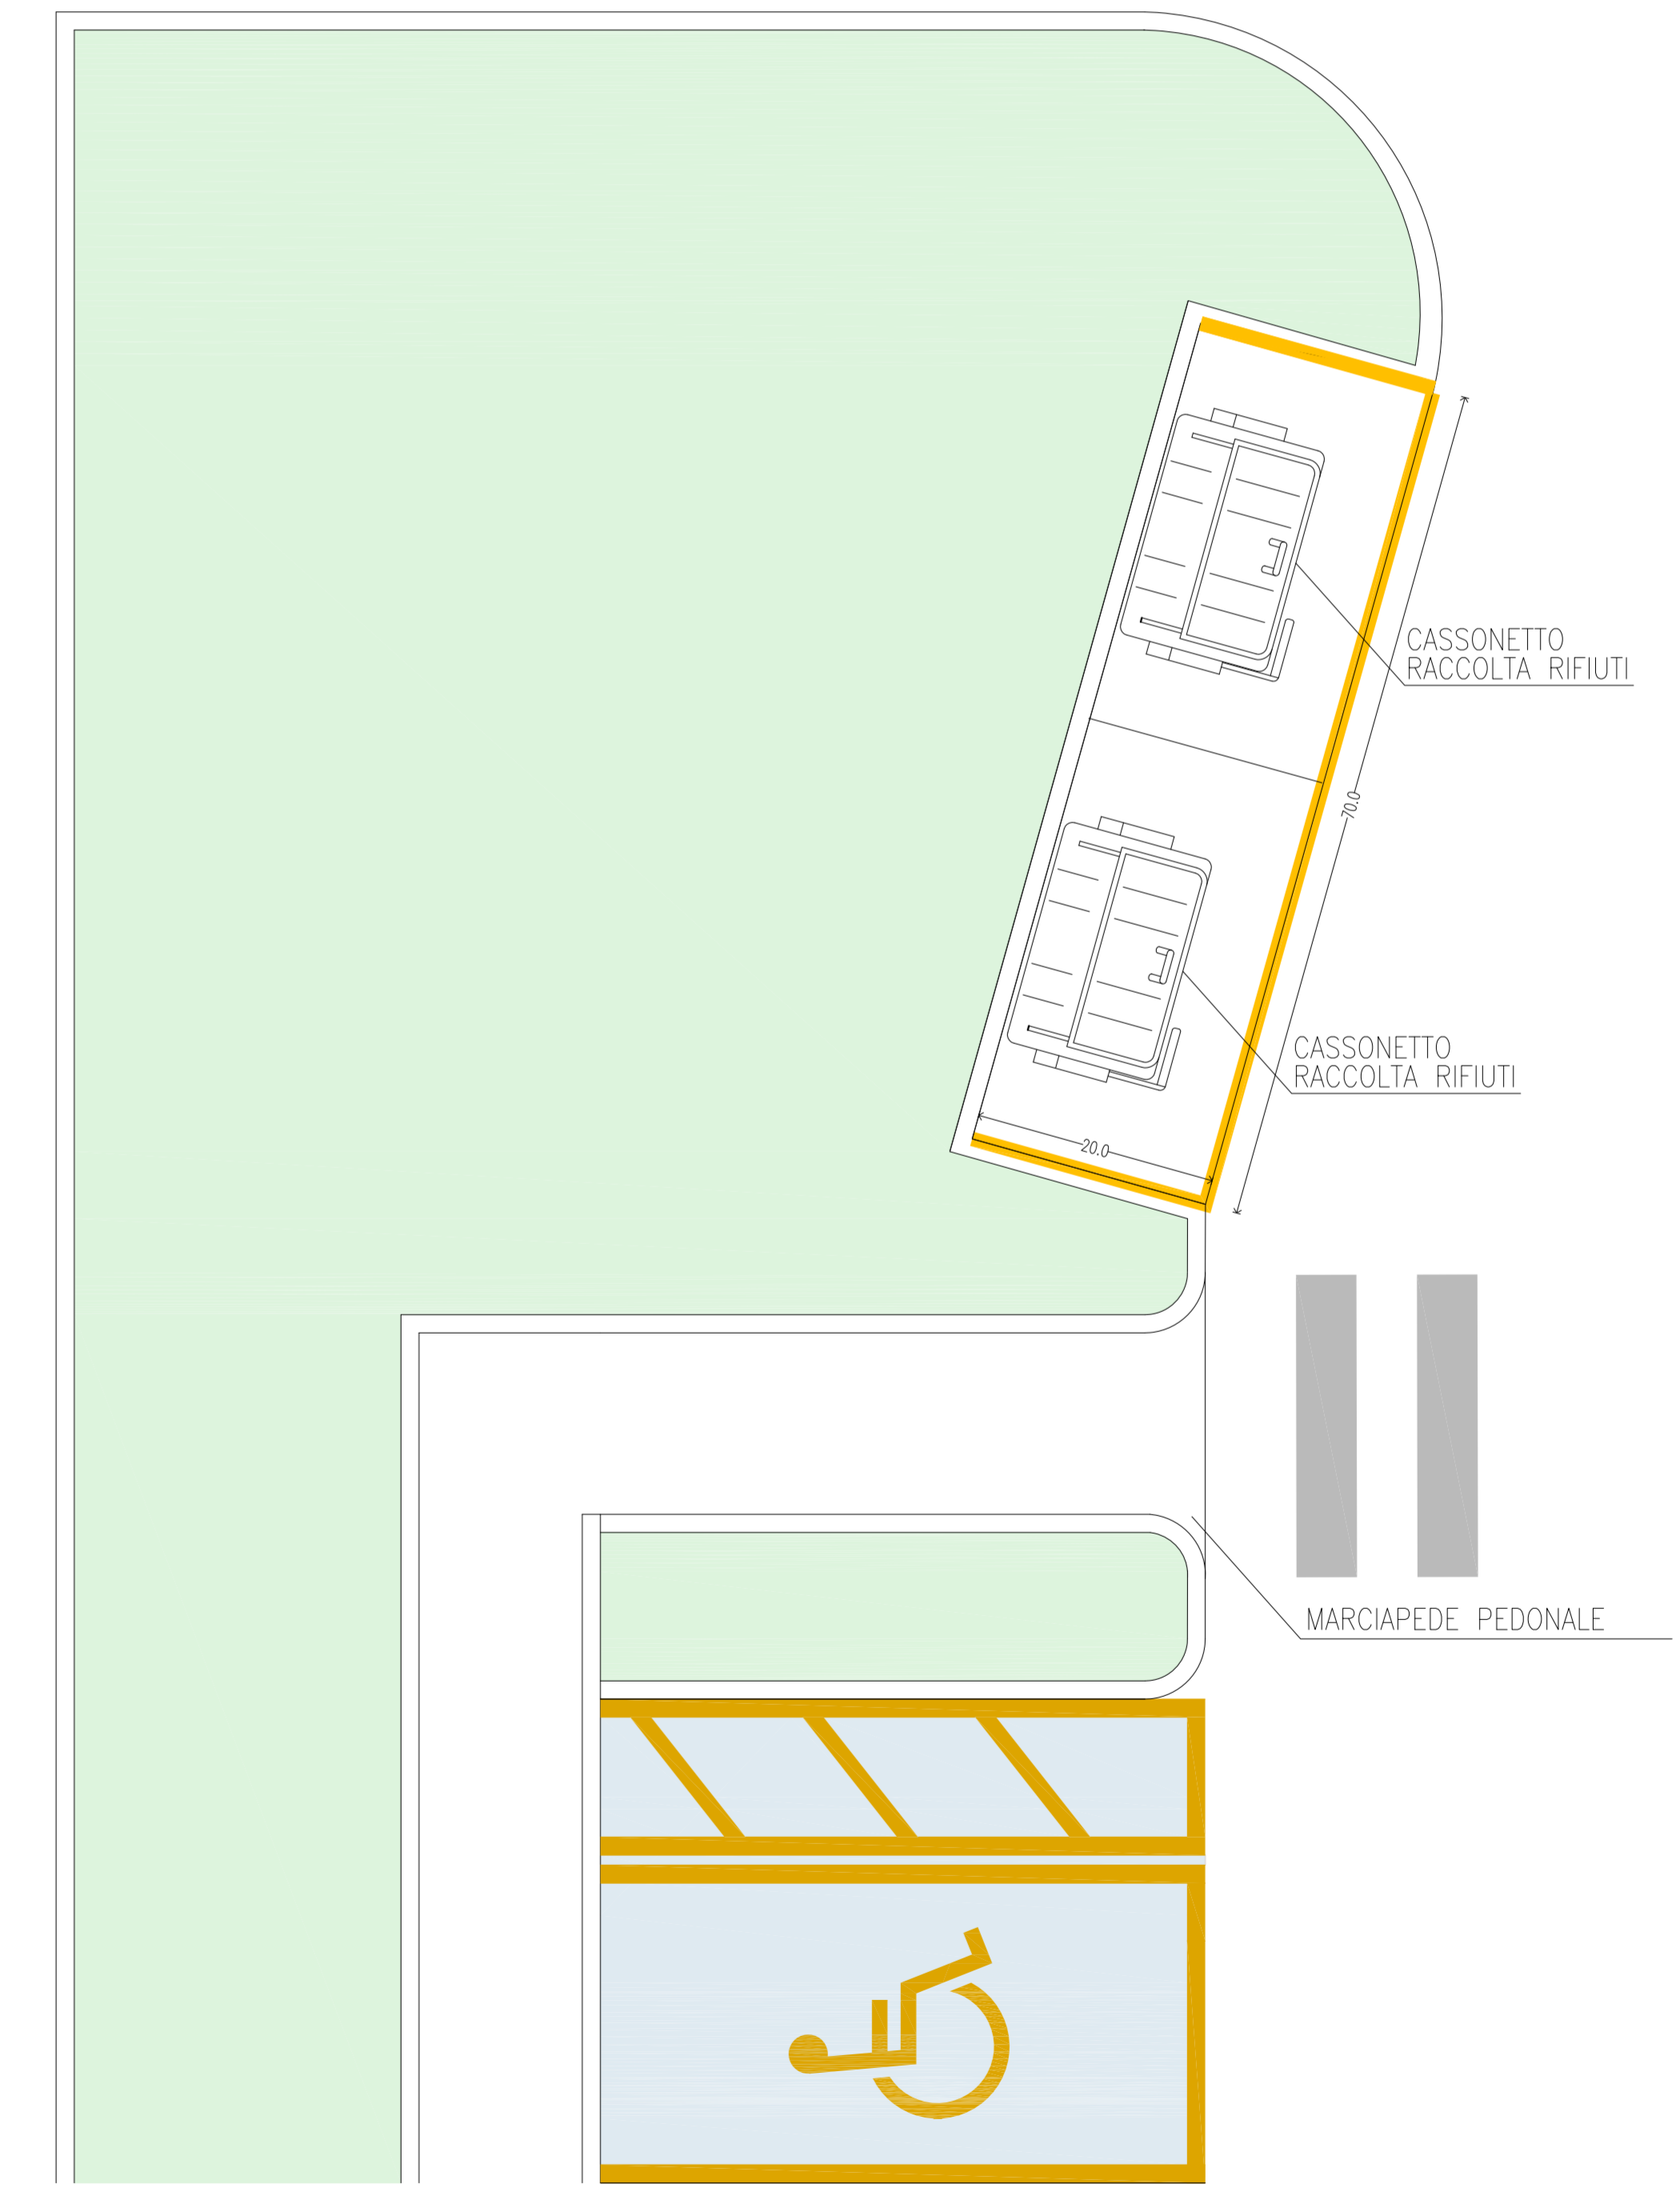 CASSONETTO
RACCOLTA RIFIUTI
70.0
CASSONETTO
RACCOLTA RIFIUTI
20.0
MARCIAPEDE PEDONALE